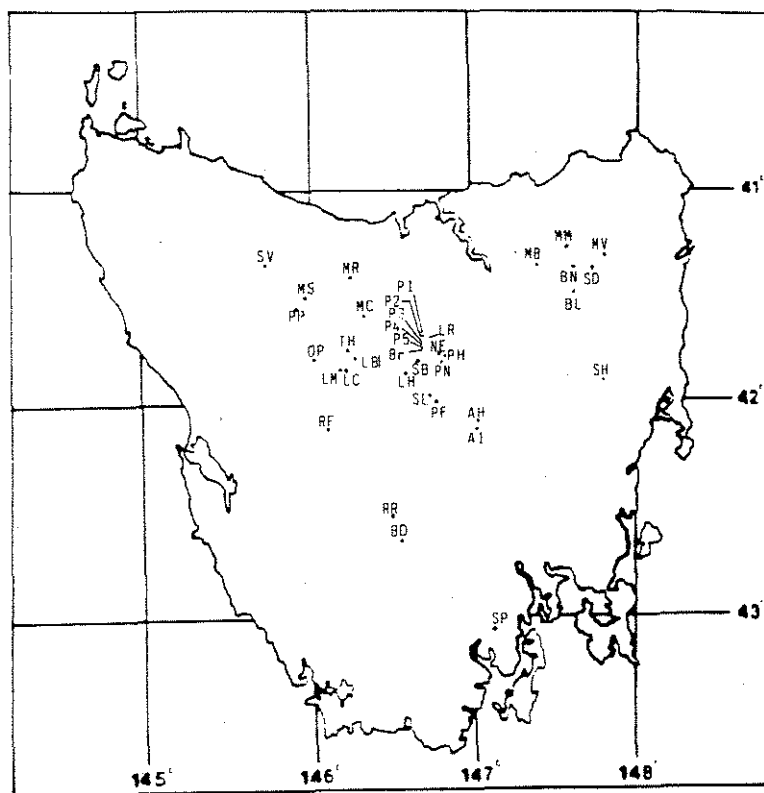 41°
MM
MV
SV
MB
MR
BN SD
P1
MS
P2
BL
MC
P3
PP
P4
LR
TH
P5
NE
OP
LB
Br
PH
LM LC
LH
SB
PN
SH
SL
PF
42°
AH
RF
A1
RR
BD
SP
43°
145°
146°
147°
148°